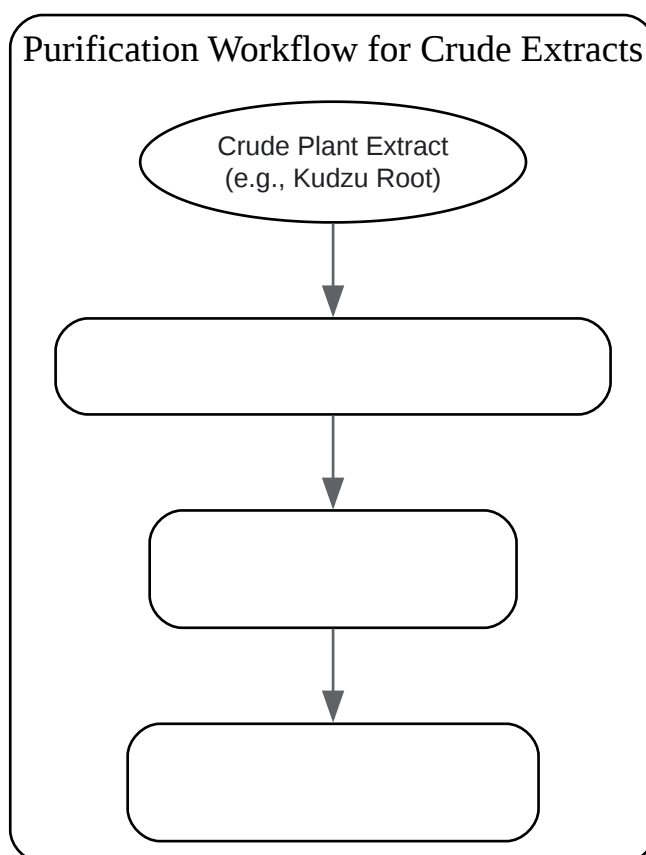 Purification Workflow for Crude Extracts
Crude Plant Extract
(e.g., Kudzu Root)